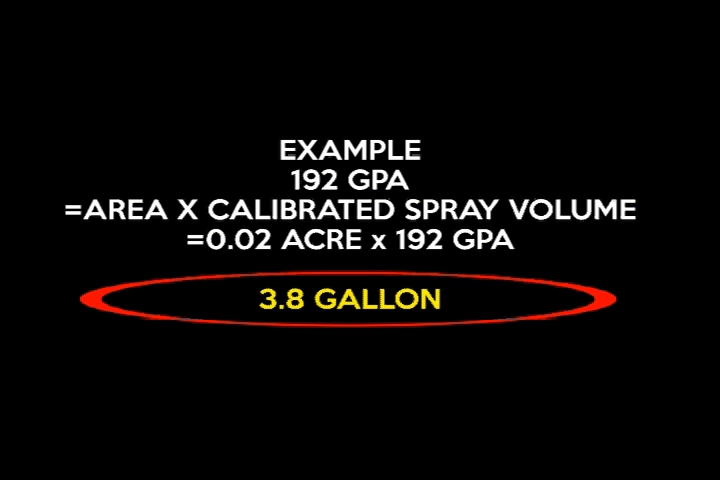 EXAMPLE
192 GPA
=AREA X CALIBRATED SPRAY VOLUME
=0.02 ACRE x 192 GPA
3.8 GALLON